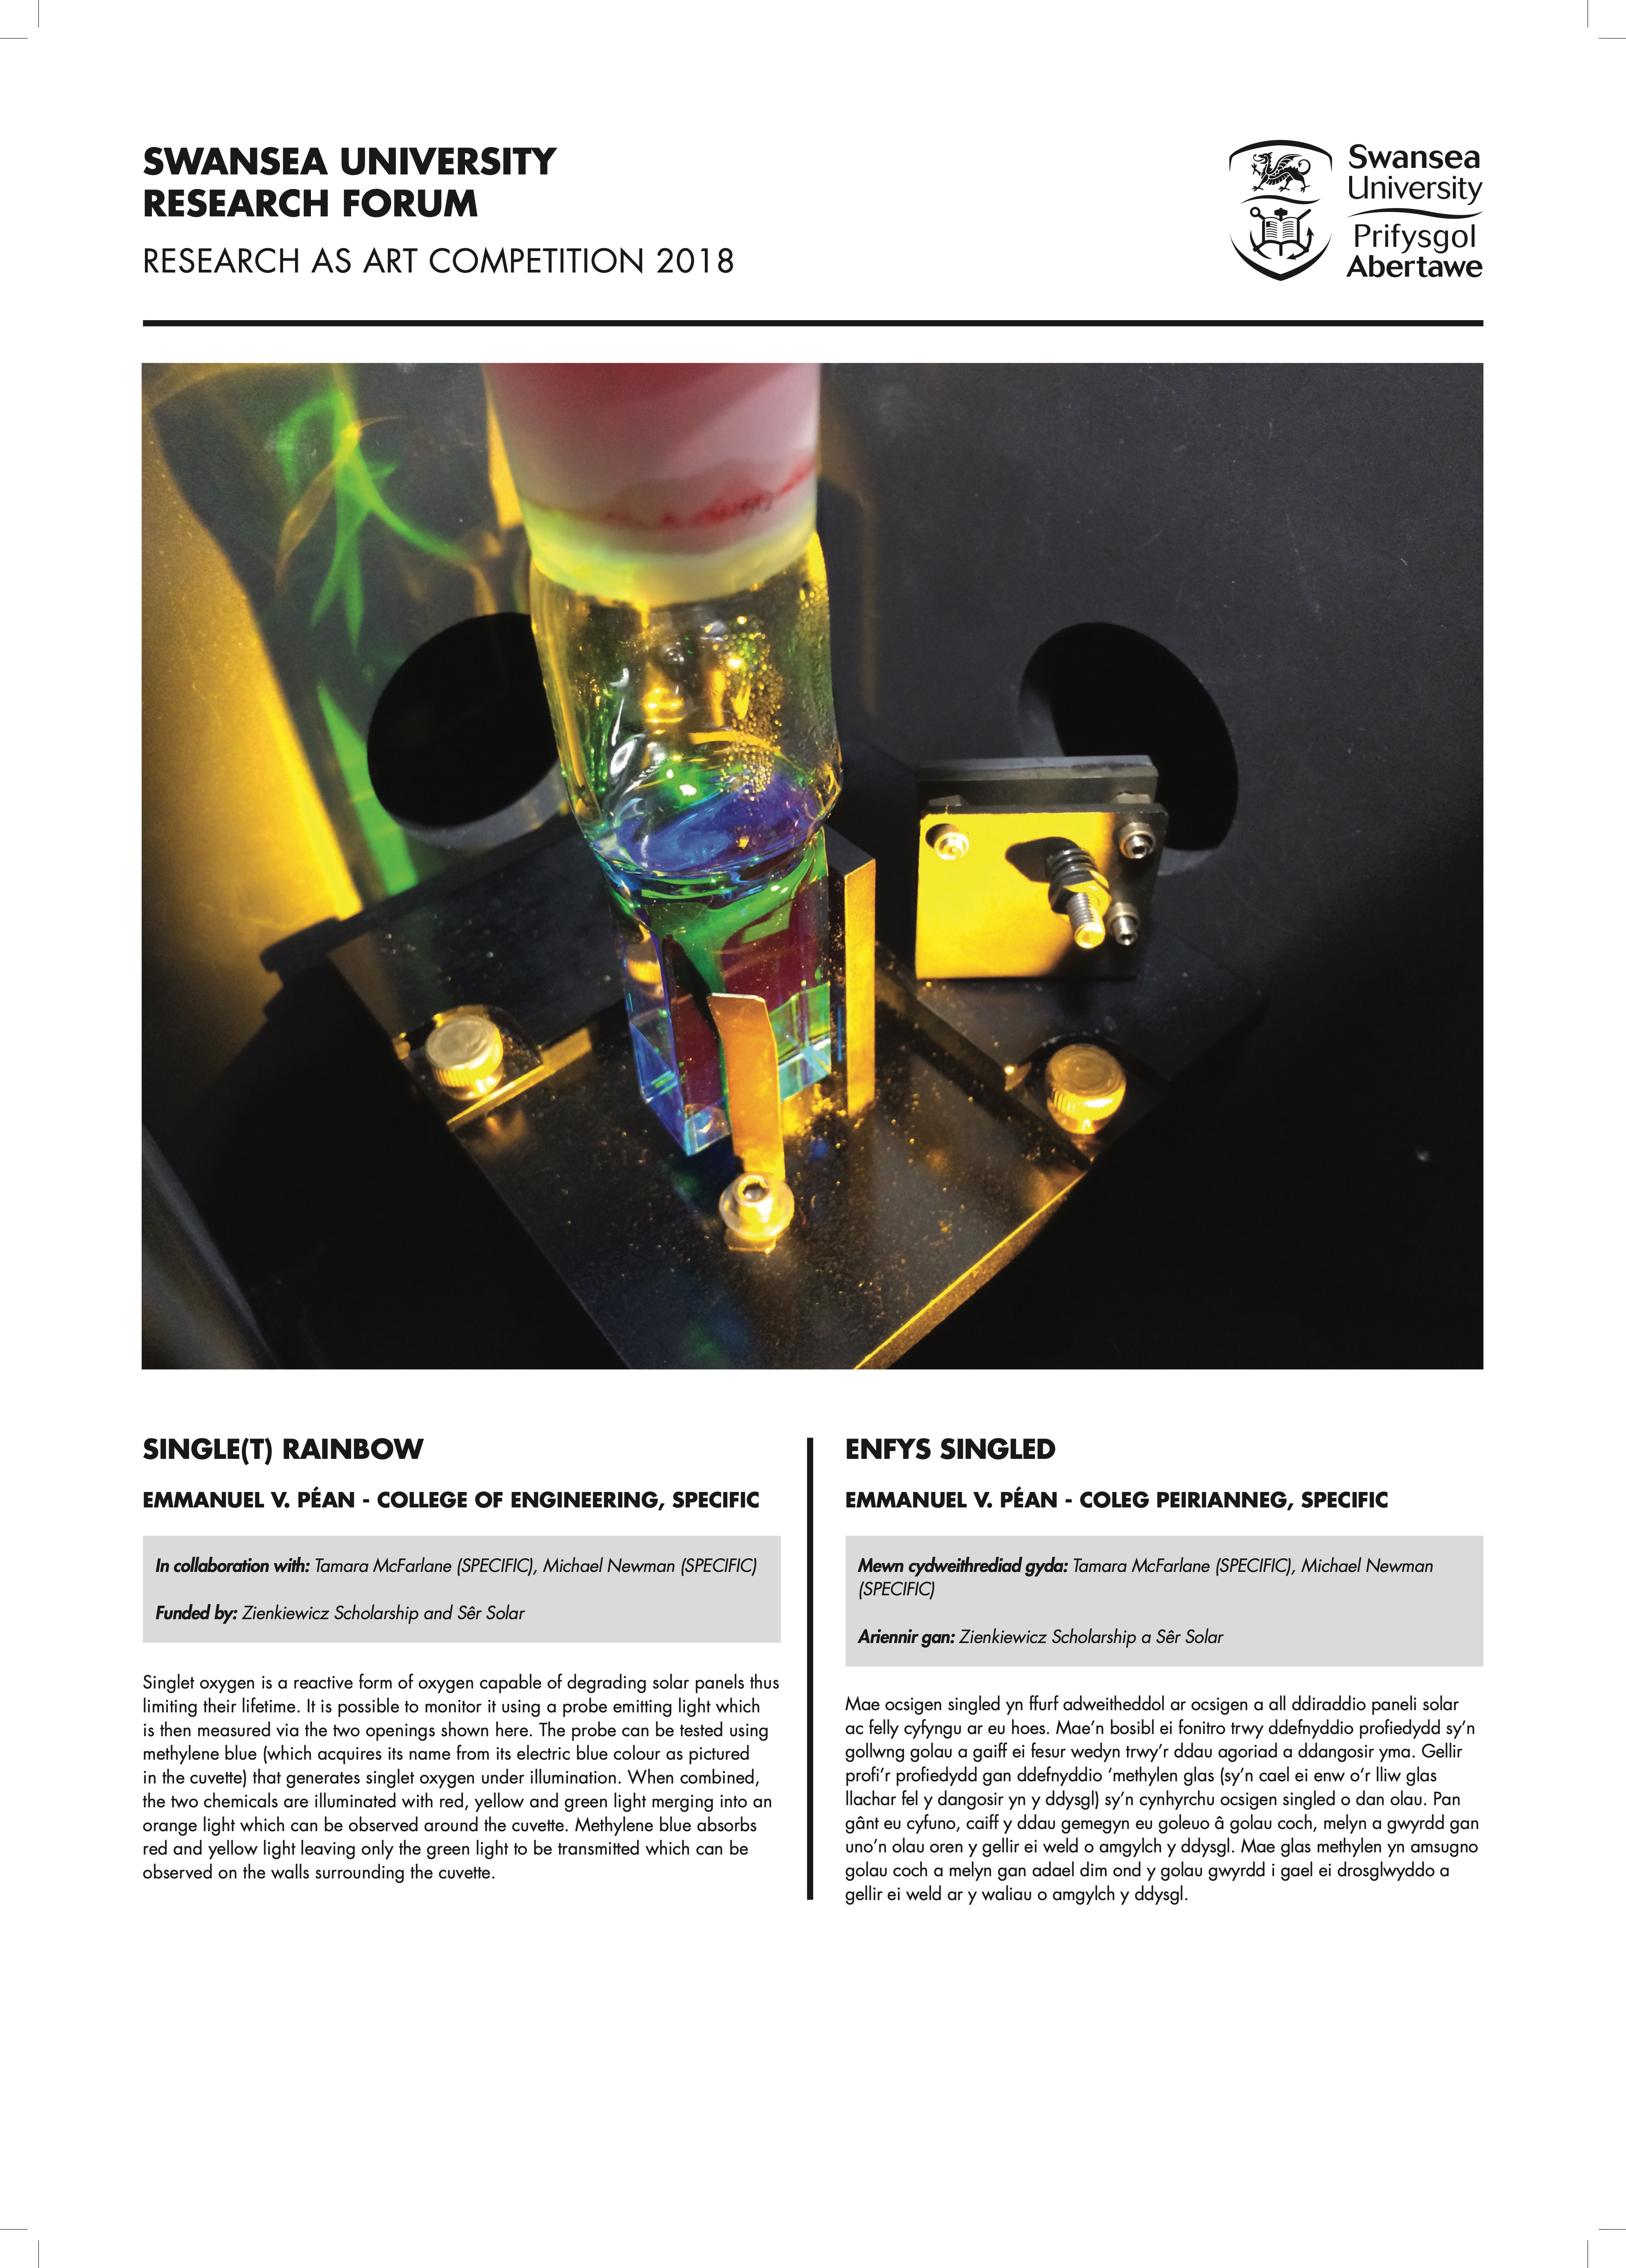 SWANSEA UNIVERSITY
RESEARCH FORUM
RESEARCH AS ART COMPETITION 2018
Swansea
University
Prifysgol
Abertawe
SINGLE(T) RAINBOW
EMMANUEL V. PÉAN - COLLEGE OF ENGINEERING, SPECIFIC
In collaboration with: Tamara McFarlane (SPECIFIC), Michael Newman (SPECIFIC)
Funded by: Zienkiewicz Scholarship and Sêr Solar
Singlet oxygen is a reactive form of oxygen capable of degrading solar panels thus
limiting their lifetime. It is possible to monitor it using a probe emitting light which
is then measured via the two openings shown here. The probe can be tested using
methylene blue (which acquires its name from its electric blue colour as pictured
in the cuvette) that generates singlet oxygen under illumination. When combined,
the two chemicals are illuminated with red, yellow and green light merging into an
orange light which can be observed around the cuvette. Methylene blue absorbs
red and yellow light leaving only the green light to be transmitted which can be
observed on the walls surrounding the cuvette.
ENFYS SINGLED
EMMANUEL V. PÉAN - COLEG PEIRIANNEG, SPECIFIC
Mewn cydweithrediad gyda: Tamara McFarlane (SPECIFIC), Michael Newman
(SPECIFIC)
Ariennir gan: Zienkiewicz Scholarship a Sêr Solar
Mae ocsigen singled yn ffurf adweitheddol ar ocsigen a all ddiraddio paneli solar
ac felly cyfyngu ar eu hoes. Mae’n bosibl ei fonitro trwy ddefnyddio profiedydd sy’n
gollwng golau a gaiff ei fesur wedyn trwy’r ddau agoriad a ddangosir yma. Gellir
profi’r profiedydd gan ddefnyddio ‘methylen glas (sy’n cael ei enw o’r lliw glas
llachar fel y dangosir yn y ddysgl) sy’n cynhyrchu ocsigen singled o dan olau. Pan
gânt eu cyfuno, caiff y ddau gemegyn eu goleuo â golau coch, melyn a gwyrdd gan
uno’n olau oren y gellir ei weld o amgylch y ddysgl. Mae glas methylen yn amsugno
golau coch a melyn gan adael dim ond y golau gwyrdd i gael ei drosglwyddo a
gellir ei weld ar y waliau o amgylch y ddysgl.